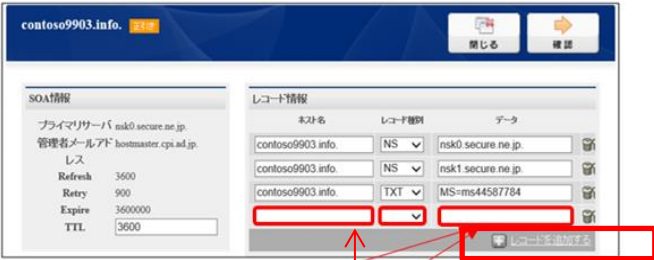 contoso9903.info. 正引き
閉じる 確認
SOA情報
プライマリサーバ nsk0.secure.ne.jp.
管理者メールアドレス hostmaster.cpi.ad.jp.
Refresh 3600
Retry 900
Expire 3600000
TTL 3600
レコード情報
ホスト名 レコード種別 データ
contoso9903.info. NS nsk0.secure.ne.jp.
contoso9903.info. NS nsk1.secure.ne.jp.
contoso9903.info. TXT MS=ms44587784
レコードを追加する